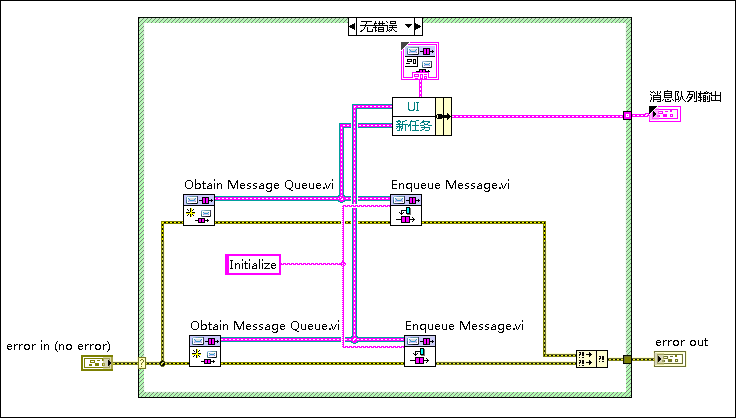 无错误
消息队列输出
UI
新任务
Obtain Message Queue.vi
Enqueue Message.vi
Initialize
Obtain Message Queue.vi
Enqueue Message.vi
error in (no error)
error out